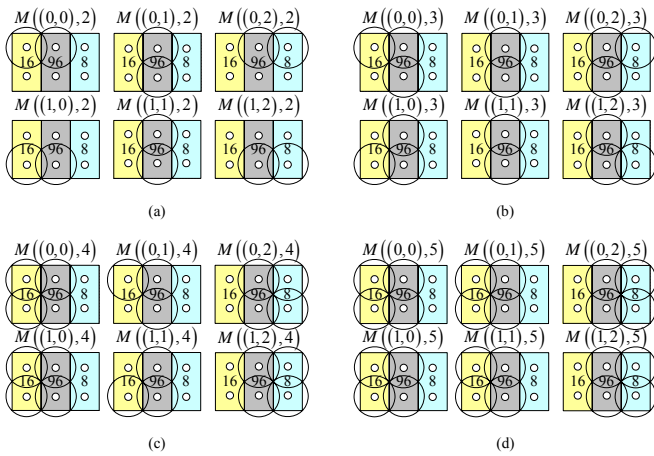 M((0,0),2) M((0,1),2) M((0,2),2) M((0,0),3) M((0,1),3) M((0,2),3)
16 96 8 16 96 8 16 96 8 16 96 8 16 96 8 16 96 8
M((1,0),2) M((1,1),2) M((1,2),2) M((1,0),3) M((1,1),3) M((1,2),3)
16 96 8 16 96 8 16 96 8 16 96 8 16 96 8 16 96 8
(a) (b)
M((0,0),4) M((0,1),4) M((0,2),4) M((0,0),5) M((0,1),5) M((0,2),5)
16 96 8 16 96 8 16 96 8 16 96 8 16 96 8 16 96 8
M((1,0),4) M((1,1),4) M((1,2),4) M((1,0),5) M((1,1),5) M((1,2),5)
16 96 8 16 96 8 16 96 8 16 96 8 16 96 8 16 96 8
(c) (d)